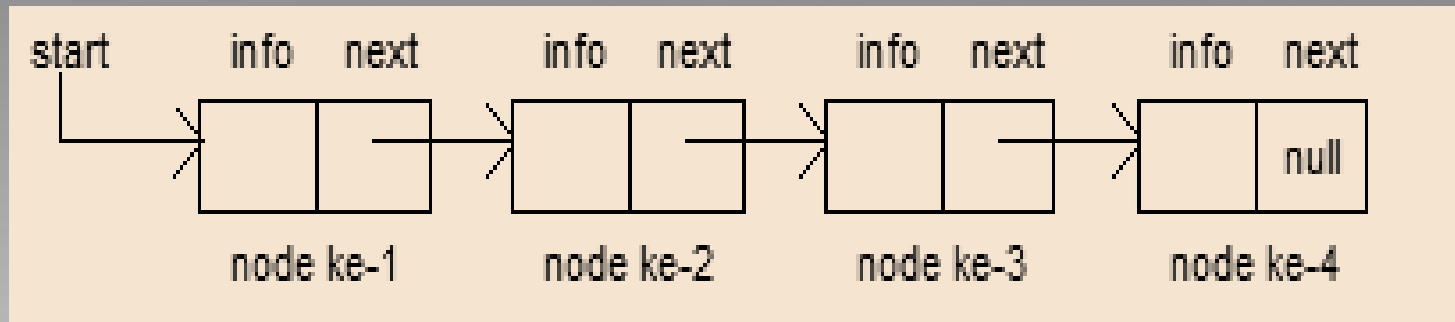 start info next info next info next info next
null
node ke-1 node ke-2 node ke-3 node ke-4